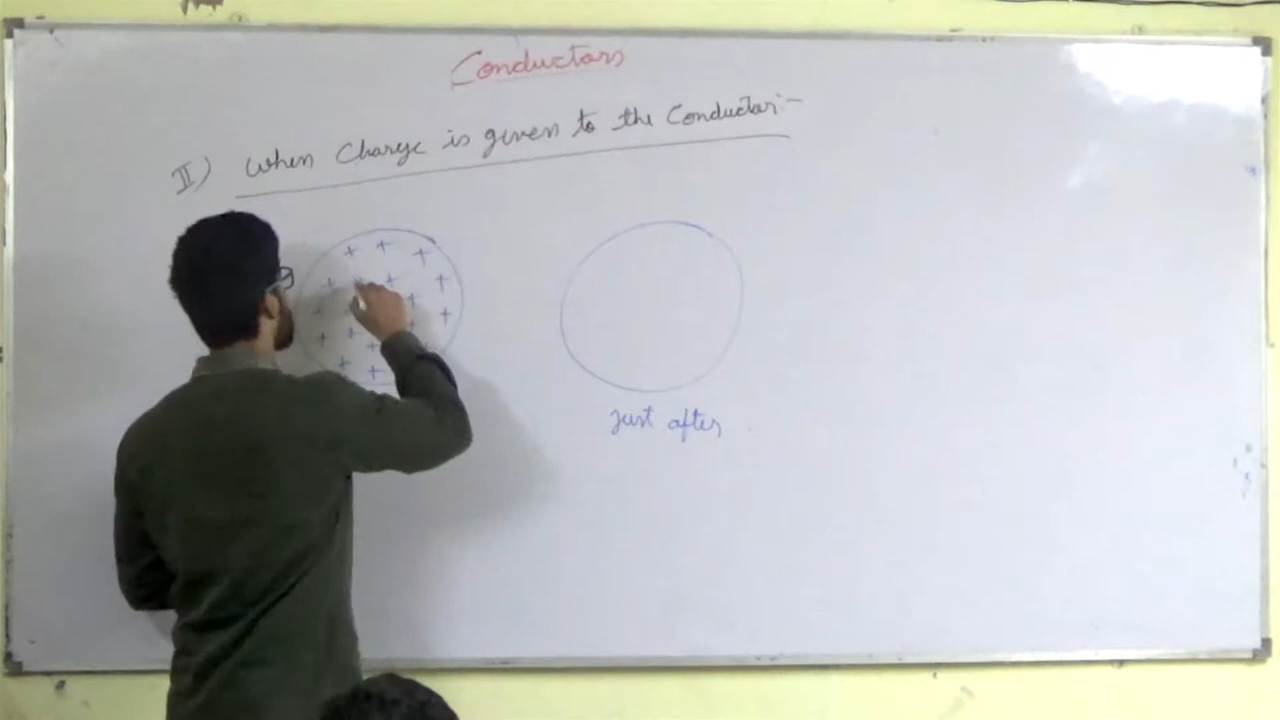 Conductors
II) When Charge is given to the Conductor:-
+ + +
+ + + +
+ + +
+ + +
+ +
Just after